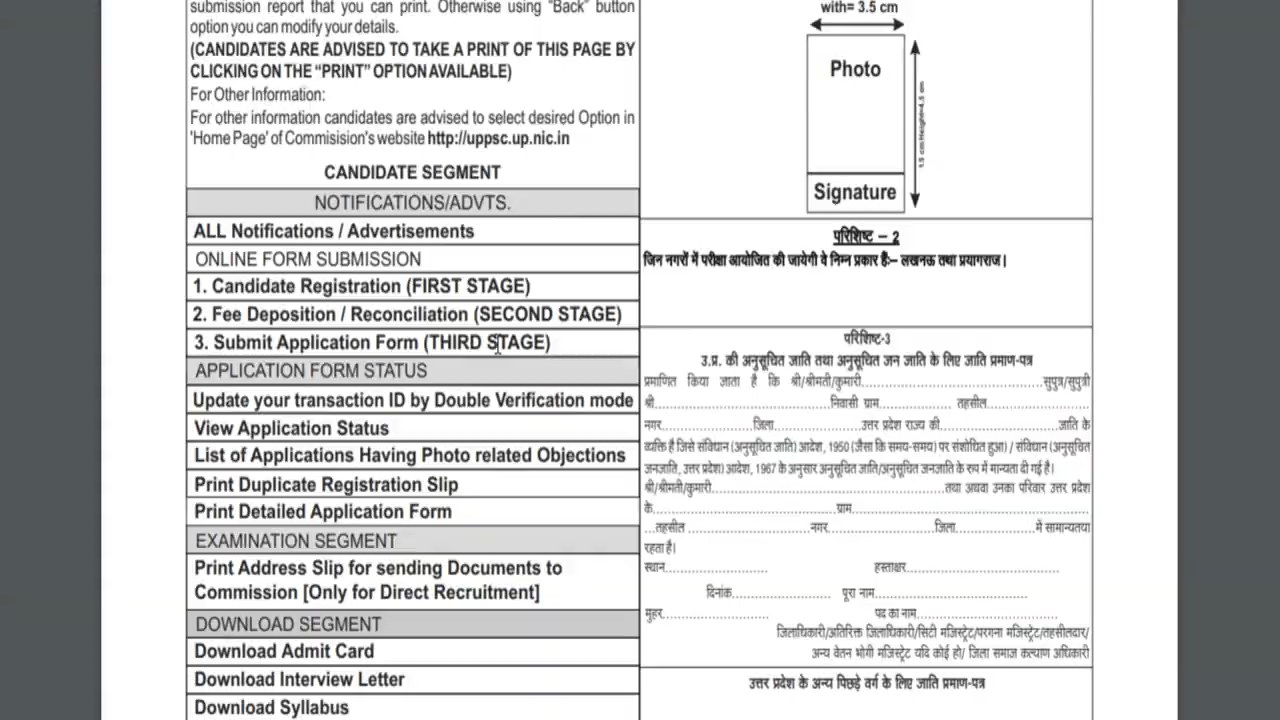 submission report that you can print. Otherwise using "Back" button
option you can modify your details.
(CANDIDATES ARE ADVISED TO TAKE A PRINT OF THIS PAGE BY
CLICKING ON THE "PRINT" OPTION AVAILABLE)
For Other Information:
For other information candidates are advised to select desired Option in
'Home Page' of Commisision's website http://uppsc.up.nic.in
CANDIDATE SEGMENT
NOTIFICATIONS/ADVTS.
ALL Notifications / Advertisements
ONLINE FORM SUBMISSION
1. Candidate Registration (FIRST STAGE)
2. Fee Deposition / Reconciliation (SECOND STAGE)
3. Submit Application Form (THIRD STAGE)
APPLICATION FORM STATUS
Update your transaction ID by Double Verification mode
View Application Status
List of Applications Having Photo related Objections
Print Duplicate Registration Slip
Print Detailed Application Form
EXAMINATION SEGMENT
Print Address Slip for sending Documents to
Commission [Only for Direct Recruitment]
DOWNLOAD SEGMENT
Download Admit Card
Download Interview Letter
Download Syllabus
with= 3.5 cm
Photo
1.5 cm Height=4.5 cm
Signature
परिशिष्ट – 2
जिन नगरों में परीक्षा आयोजित की जायेगी वे निम्न प्रकार हैं:– लखनऊ तथा प्रयागराज।
परिशिष्ट-3
उ.प्र. की अनुसूचित जाति तथा अनुसूचित जन जाति के लिए जाति प्रमाण-पत्र
प्रमाणित किया जाता है कि श्री/श्रीमती/कुमारी..............................................सुपुत्र/सुपुत्री
श्री............................................निवासी ग्राम.................... तहसील..........................
नगर...........................जिला...........................उत्तर प्रदेश राज्य की..............................जाति के
व्यक्ति है जिसे संविधान (अनुसूचित जाति) आदेश, 1950 (जैसा कि समय-समय) पर संशोधित हुआ) / संविधान (अनुसूचित
जनजाति, उत्तर प्रदेश) आदेश, 1967 के अनुसार अनुसूचित जाति/अनुसूचित जनजाति के रुप में मान्यता दी गई है।
श्री/श्रीमती/कुमारी...........................................................तथा अथवा उनका परिवार उत्तर प्रदेश
के..............................................ग्राम............................................................
...तहसील ...............................नगर..........................जिला....................में सामान्यतया
रहता है।
स्थान.......................... हस्ताक्षर.......................................
दिनांक......................... पूरा नाम.......................................
मुहर........................... पद का नाम....................................
जिलाधिकारी/अतिरिक्त जिलाधिकारी/सिटी मजिस्ट्रेट/परगना मजिस्ट्रेट/तहसीलदार/
अन्य वेतन भोगी मजिस्ट्रेट यदि कोई हो/ जिला समाज कल्याण अधिकारी
उत्तर प्रदेश के अन्य पिछड़े वर्ग के लिए जाति प्रमाण-पत्र